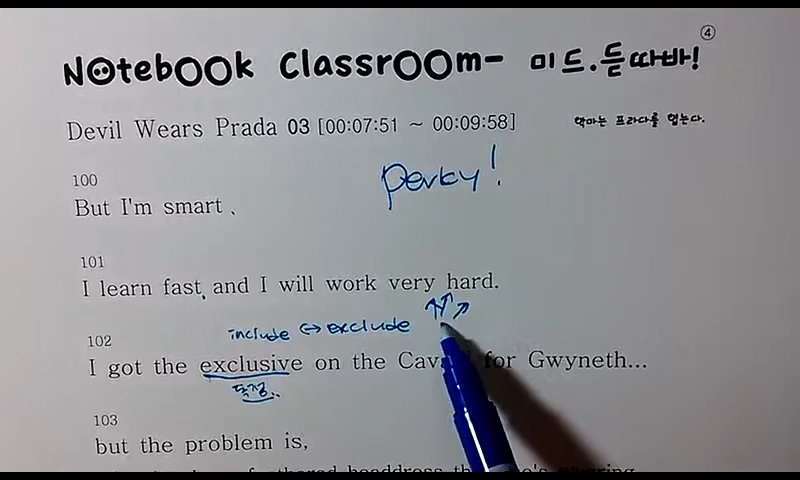 ④
Notebook Classroom- 미드.듣따바!
Devil Wears Prada 03 [00:07:51 ~ 00:09:58]
악마는 프라다를 입는다.
perky!
100
But I'm smart、
101
I learn fast, and I will work very hard.
102
include ↔ exclude
I got the exclusive on the Cav for Gwyneth...
독점..
103
but the problem is,